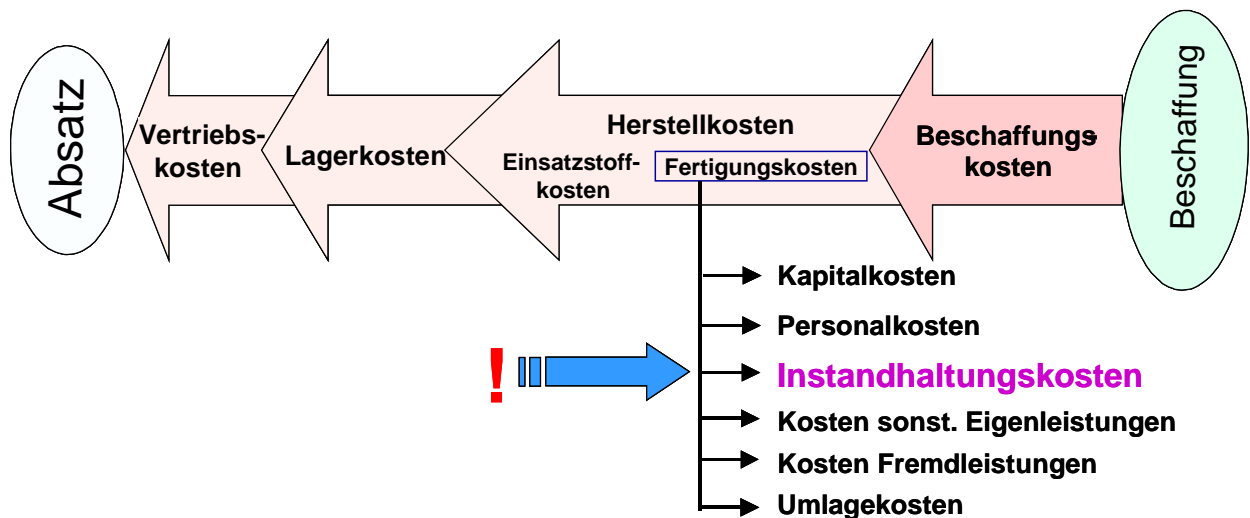 Absatz
Vertriebs-
kosten
Lagerkosten
Herstellkosten
Einsatzstoff-
kosten
Fertigungskosten
Beschaffungs-
kosten
Beschaffung
Kapitalkosten
Personalkosten
!
Instandhaltungskosten
Kosten sonst. Eigenleistungen
Kosten Fremdleistungen
Umlagekosten